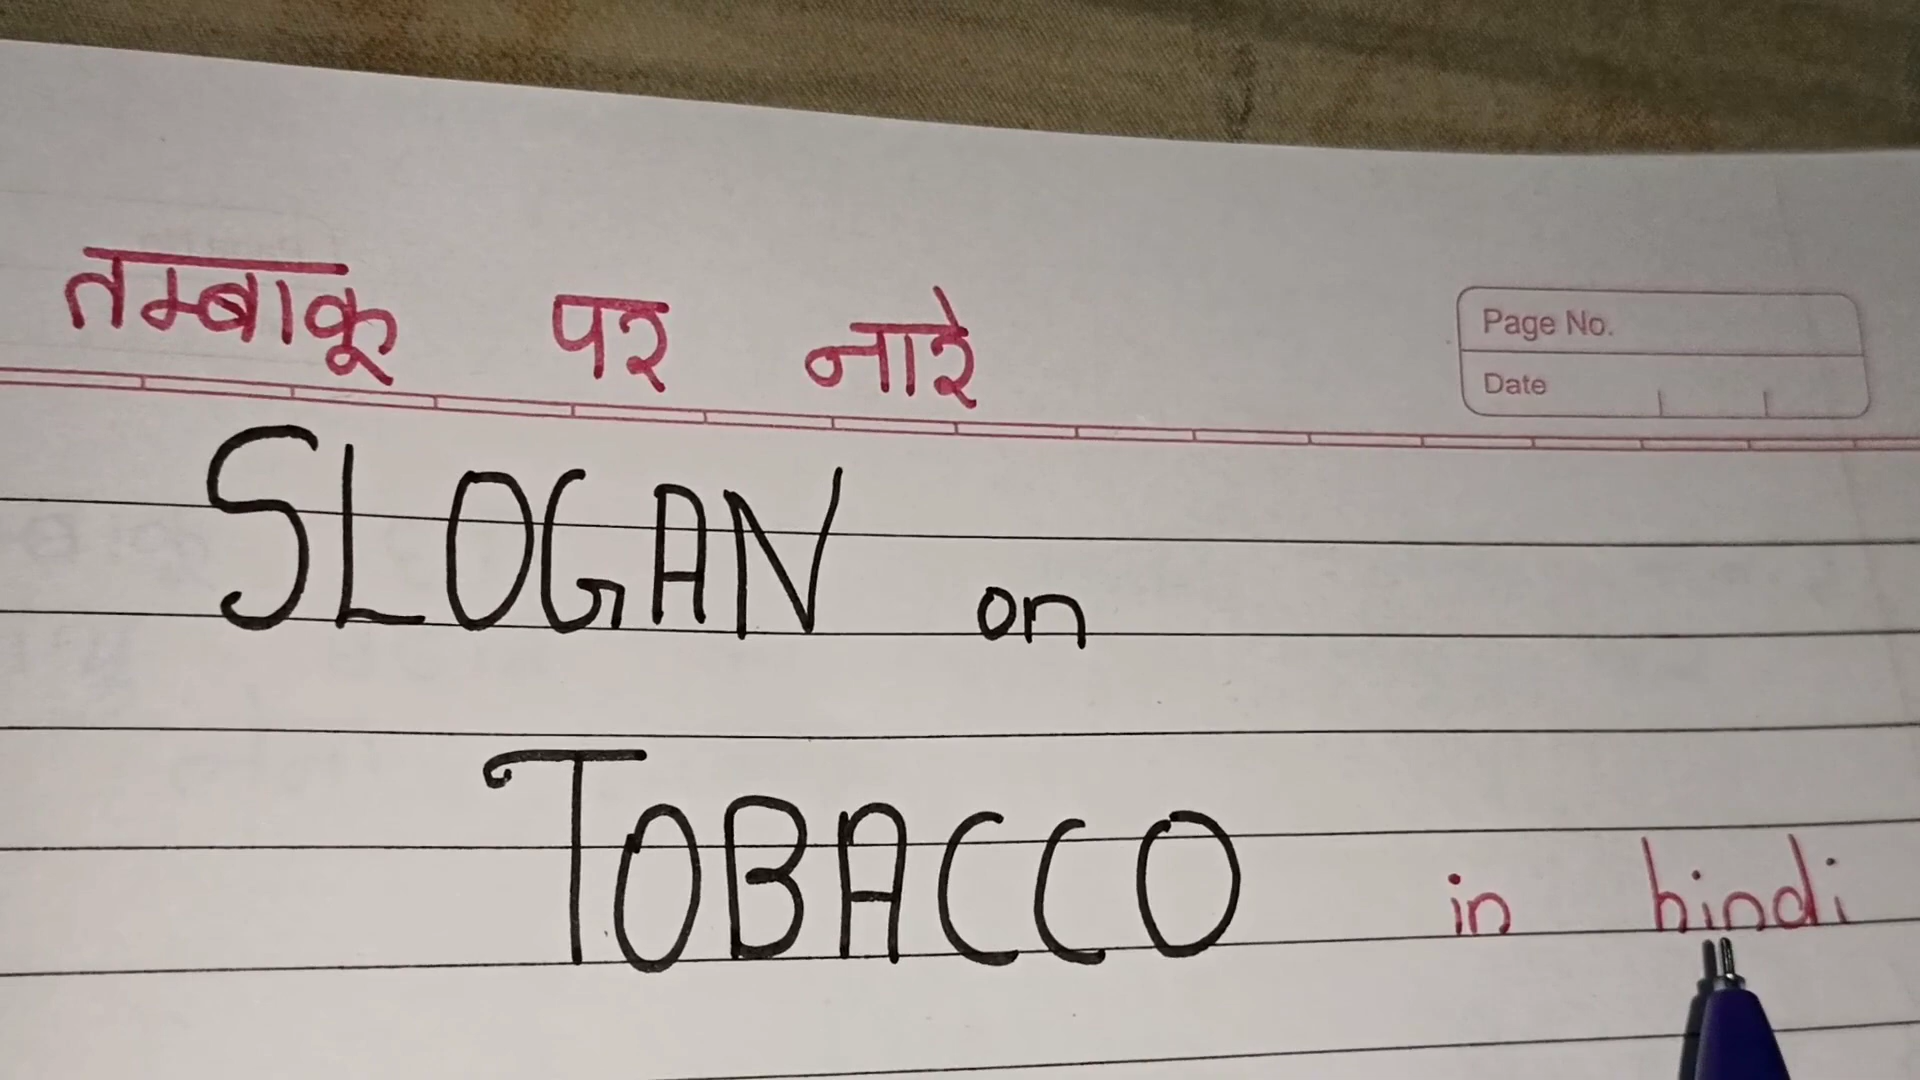 तम्बाकू पर नारे
Page No.
Date
SLOGAN on
TOBACCO in hindi